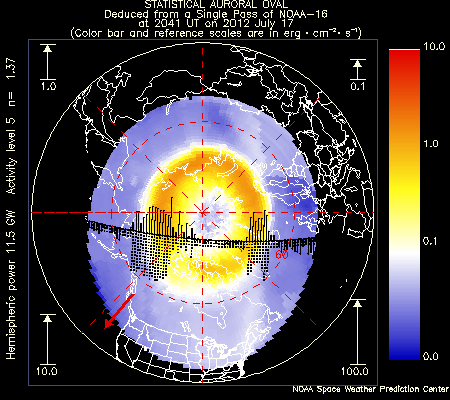 STATISTICAL AURORAL OVAL
Deduced from a Single Pass of NOAA-16
at 2041 UT on 2012 July 17
(Color bar and reference scales are in erg · cm⁻² · s⁻¹)
1.0
0.1
10.0
1.0
0.1
0.0
Hemispheric power 11.5 GW Activity level 5 n= 1.37
60
10.0
100.0
NOAA Space Weather Prediction Center